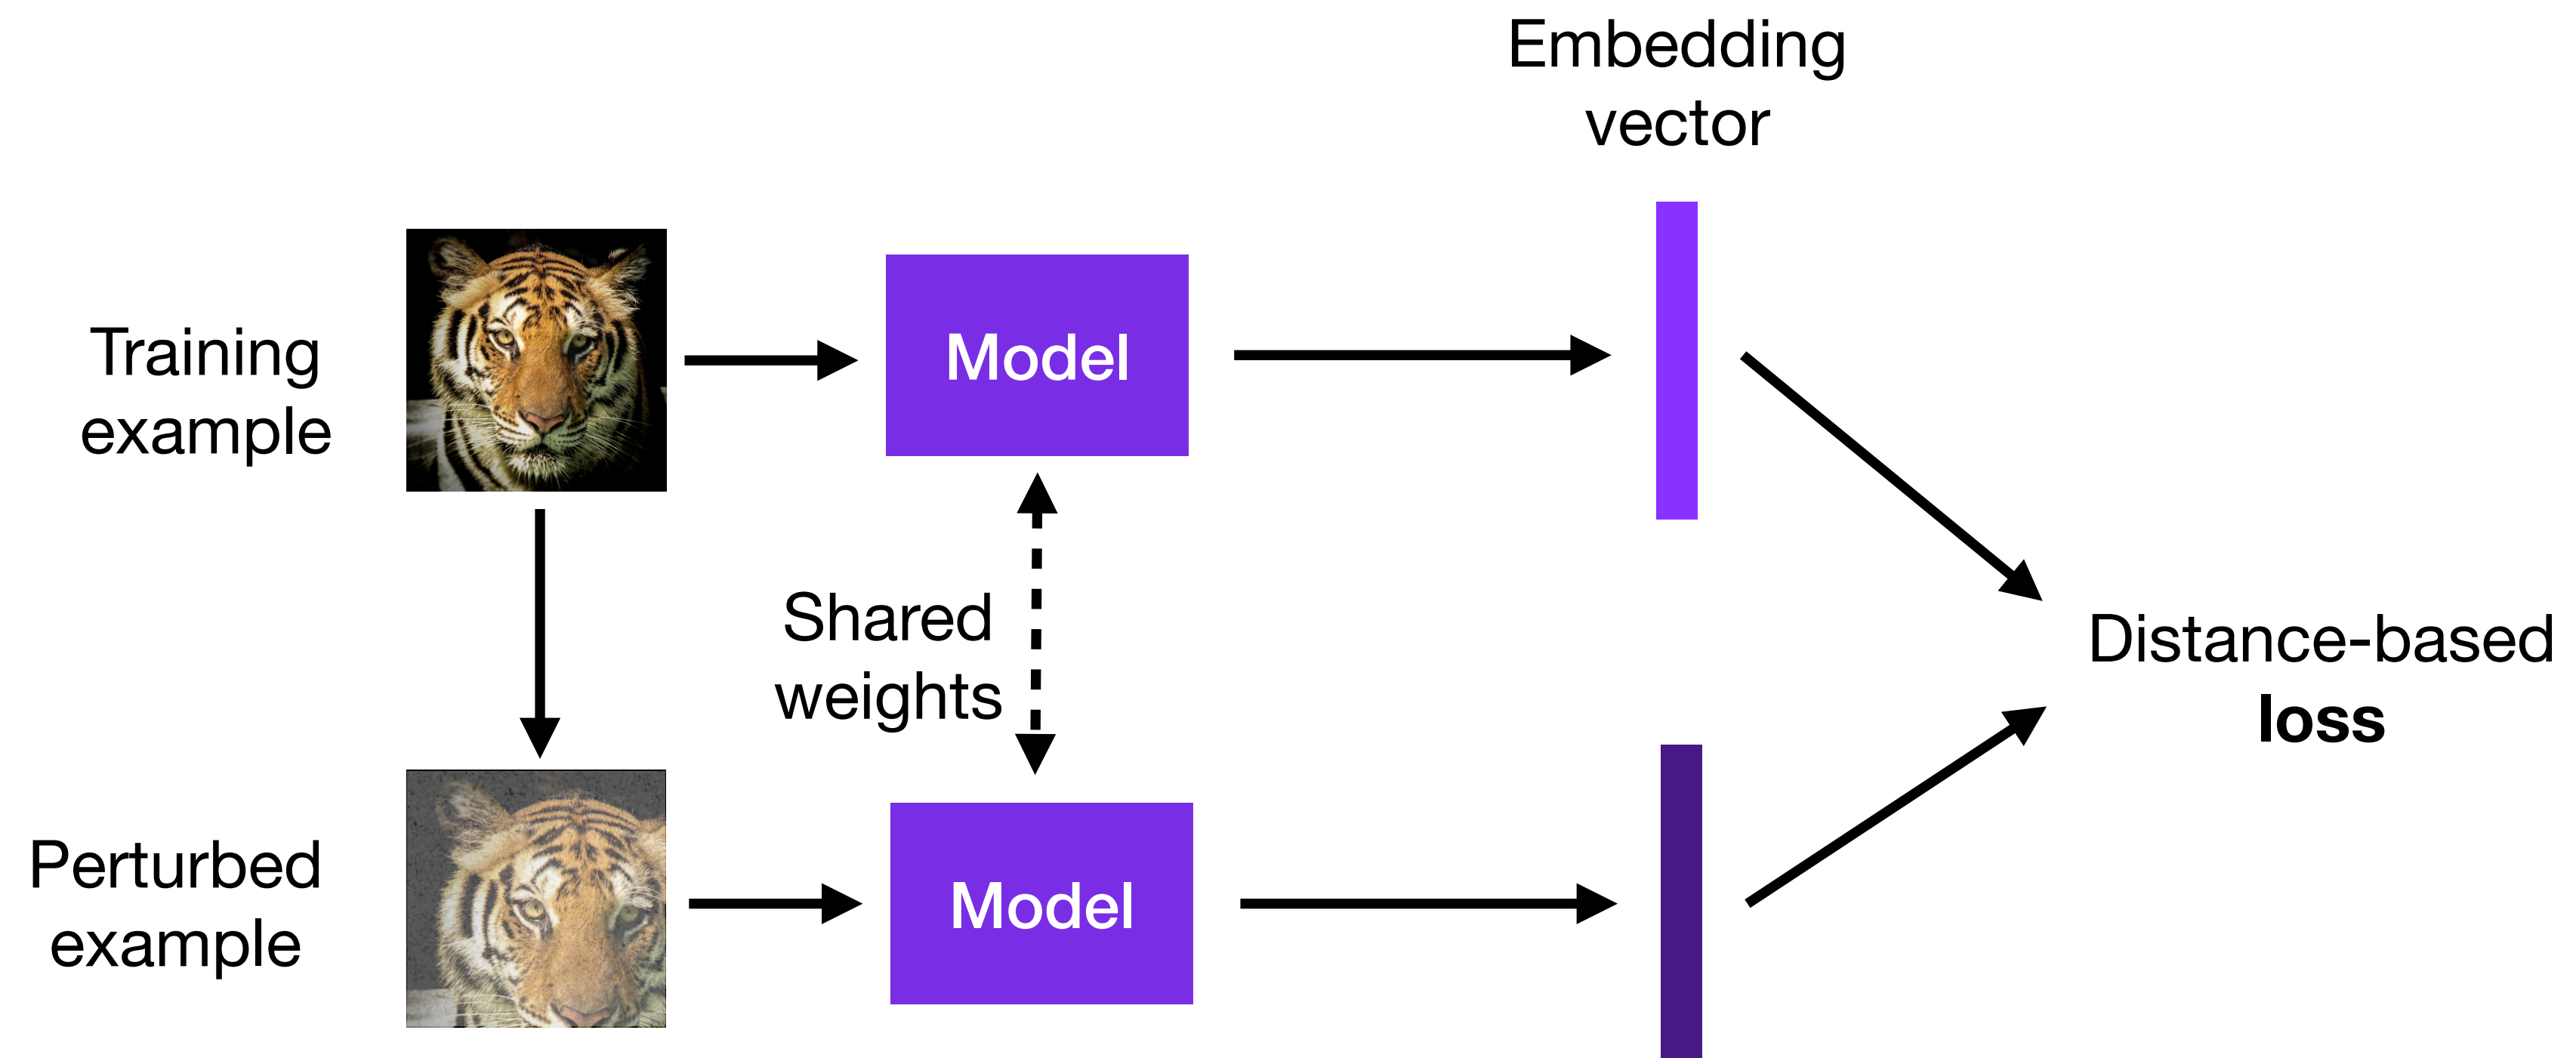 Embedding
vector
Training
example
Model
Shared
weights
Distance-based
loss
Perturbed
example
Model